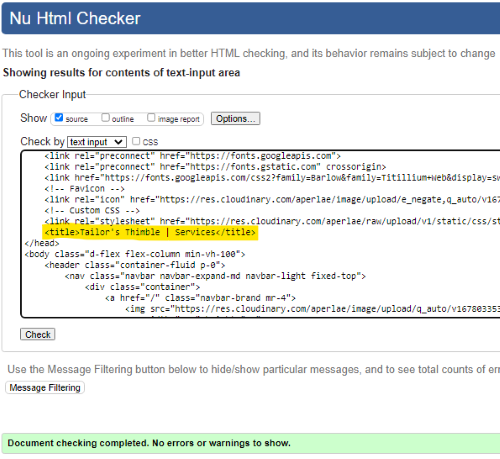 Nu Html Checker
This tool is an ongoing experiment in better HTML checking, and its behavior remains subject to change
Showing results for contents of text-input area
Checker Input
Show source outline image report Options...
Check by text input css
<link rel="preconnect" href="https://fonts.googleapis.com">
<link rel="preconnect" href="https://fonts.gstatic.com" crossorigin>
<link href="https://fonts.googleapis.com/css2?family=Barlow&family=Titillium+Web&display=sw
<!-- Favicon -->
<link rel="icon" href="https://res.cloudinary.com/aperlae/image/upload/e_negate,q_auto/v16
<!-- Custom CSS -->
<link rel="stylesheet" href="https://res.cloudinary.com/aperlae/raw/upload/v1/static/css/st
<title>Tailor's Thimble | Services</title>
</head>
<body class="d-flex flex-column min-vh-100">
<header class="container-fluid p-0">
<nav class="navbar navbar-expand-md navbar-light fixed-top">
<div class="container">
<a href="/" class="navbar-brand mr-4">
<img src="https://res.cloudinary.com/aperlae/image/upload/q_auto/v167803353
Check
Use the Message Filtering button below to hide/show particular messages, and to see total counts of er
Message Filtering
Document checking completed. No errors or warnings to show.